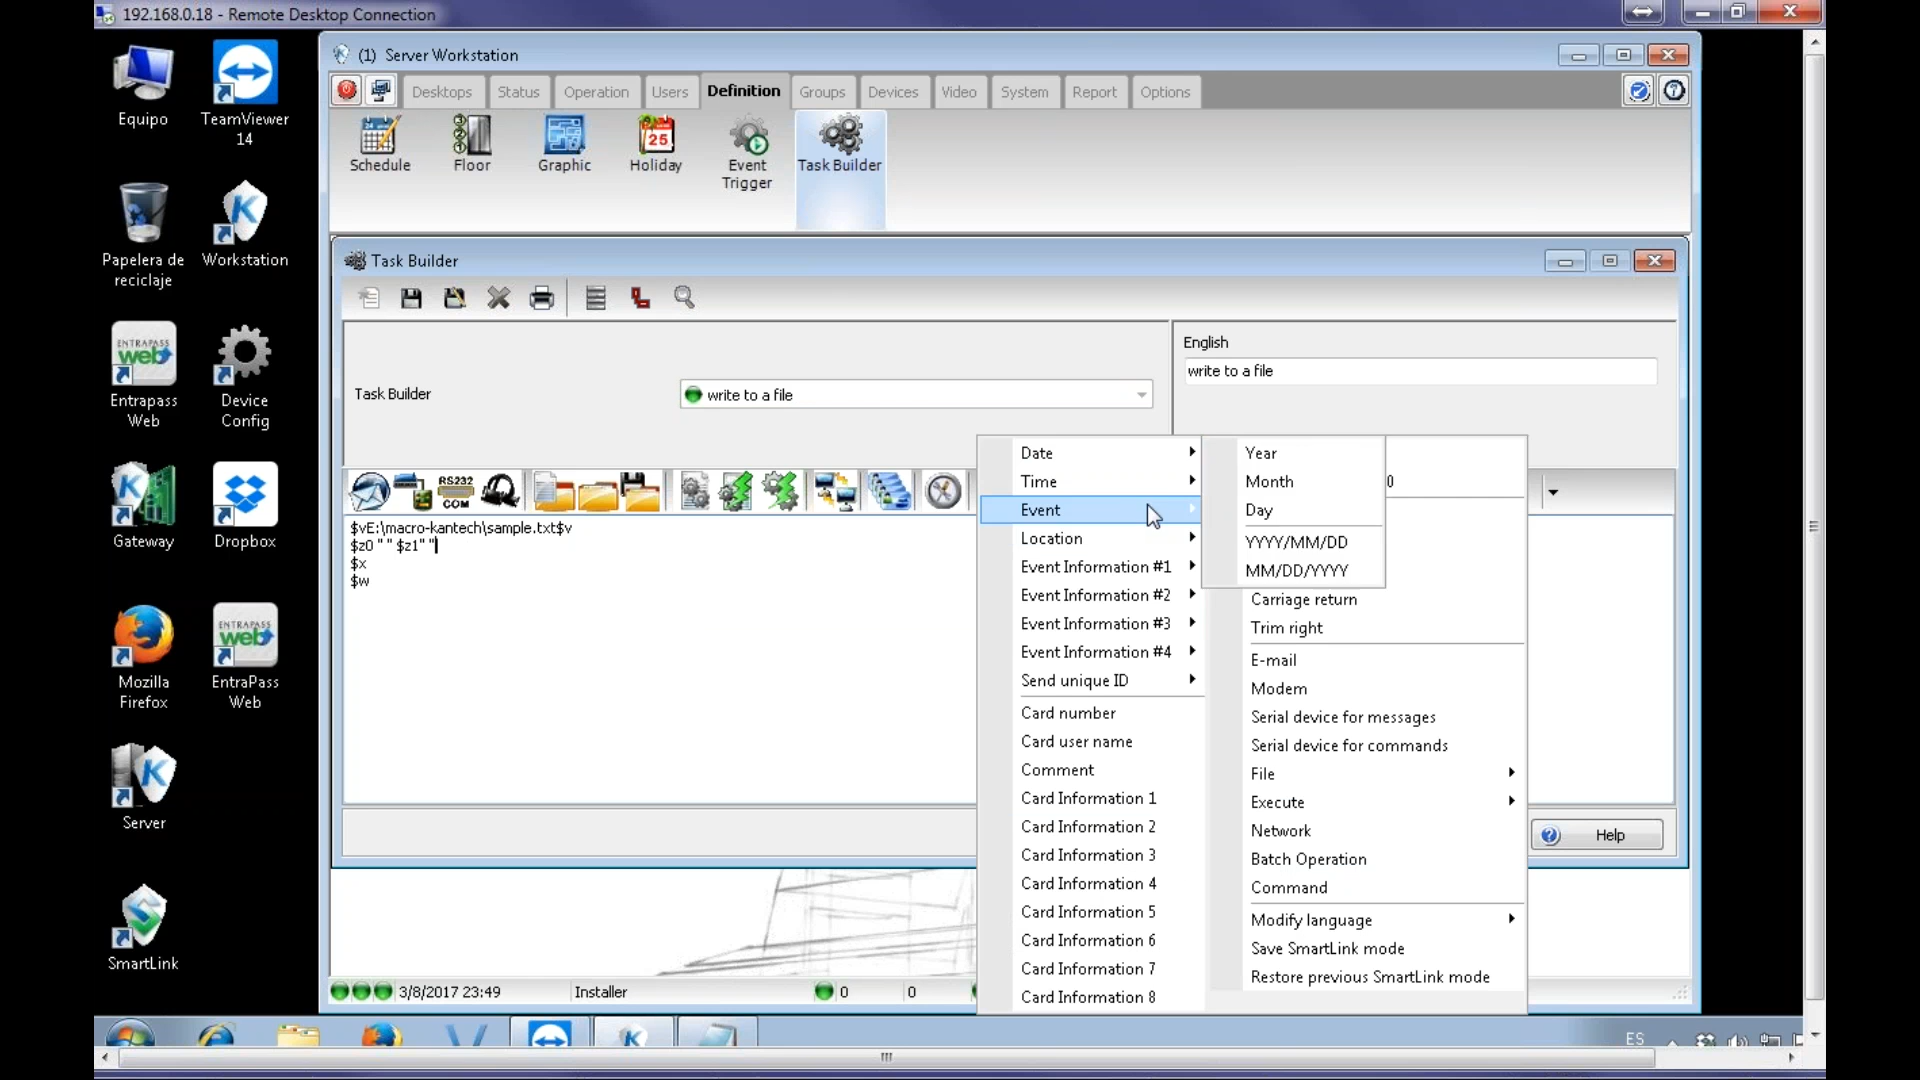 192.168.0.18 - Remote Desktop Connection
Equipo
TeamViewer 14
Papelera de reciclaje
Workstation
ENTRAPASS web
Entrapass Web
Device Config
Gateway
Dropbox
Mozilla Firefox
ENTRAPASS web
EntraPass Web
Server
SmartLink
(1) Server Workstation
Desktops
Status
Operation
Users
Definition
Groups
Devices
Video
System
Report
Options
Schedule
Floor
Graphic
25
Holiday
Event Trigger
Task Builder
Task Builder
Task Builder
write to a file
English
write to a file
RS232 COM
$vE:\macro-kantech\sample.txt$v
$z0 " " $z1" "
$x
$w
Date
Time
Event
Location
Event Information #1
Event Information #2
Event Information #3
Event Information #4
Send unique ID
Card number
Card user name
Comment
Card Information 1
Card Information 2
Card Information 3
Card Information 4
Card Information 5
Card Information 6
Card Information 7
Card Information 8
Year
Month
Day
YYYY/MM/DD
MM/DD/YYYY
0
Carriage return
Trim right
E-mail
Modem
Serial device for messages
Serial device for commands
File
Execute
Network
Batch Operation
Command
Modify language
Save SmartLink mode
Restore previous SmartLink mode
Help
3/8/2017 23:49
Installer
0
0
ES